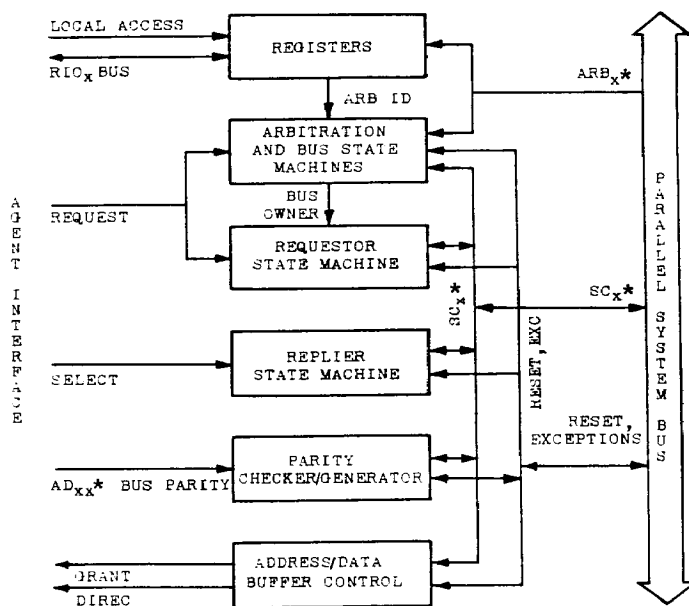 LOCAL ACCESS
RIOx BUS
REGISTERS
ARBx*
ARB ID
ARBITRATION
AND BUS STATE
MACHINES
BUS
OWNER
REQUEST
REQUESTOR
STATE MACHINE
AGENT INTERFACE
SCx*
SCx*
RESET, EXC
PARALLEL SYSTEM BUS
REPLIER
STATE MACHINE
SELECT
RESET,
EXCEPTIONS
PARITY
CHECKER/GENERATOR
ADxx* BUS PARITY
ADDRESS/DATA
BUFFER CONTROL
GRANT
DIREC